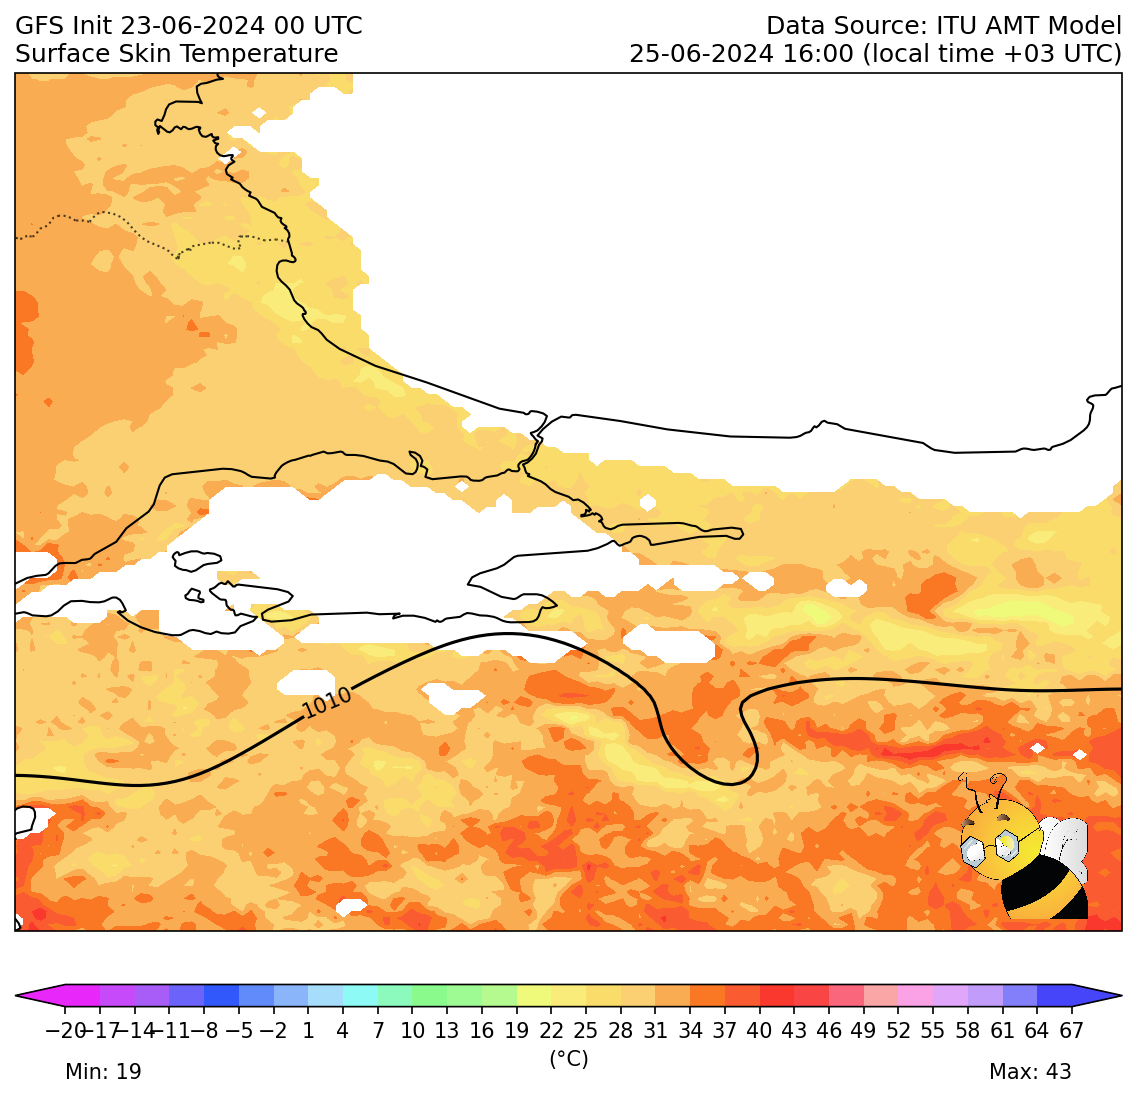 GFS Init 23-06-2024 00 UTC
Data Source: ITU AMT Model
Surface Skin Temperature
25-06-2024 16:00 (local time +03 UTC)
1010
−20 −17 −14 −11 −8 −5 −2 1 4 7 10 13 16 19 22 25 28 31 34 37 40 43 46 49 52 55 58 61 64 67
(°C)
Min: 19
Max: 43